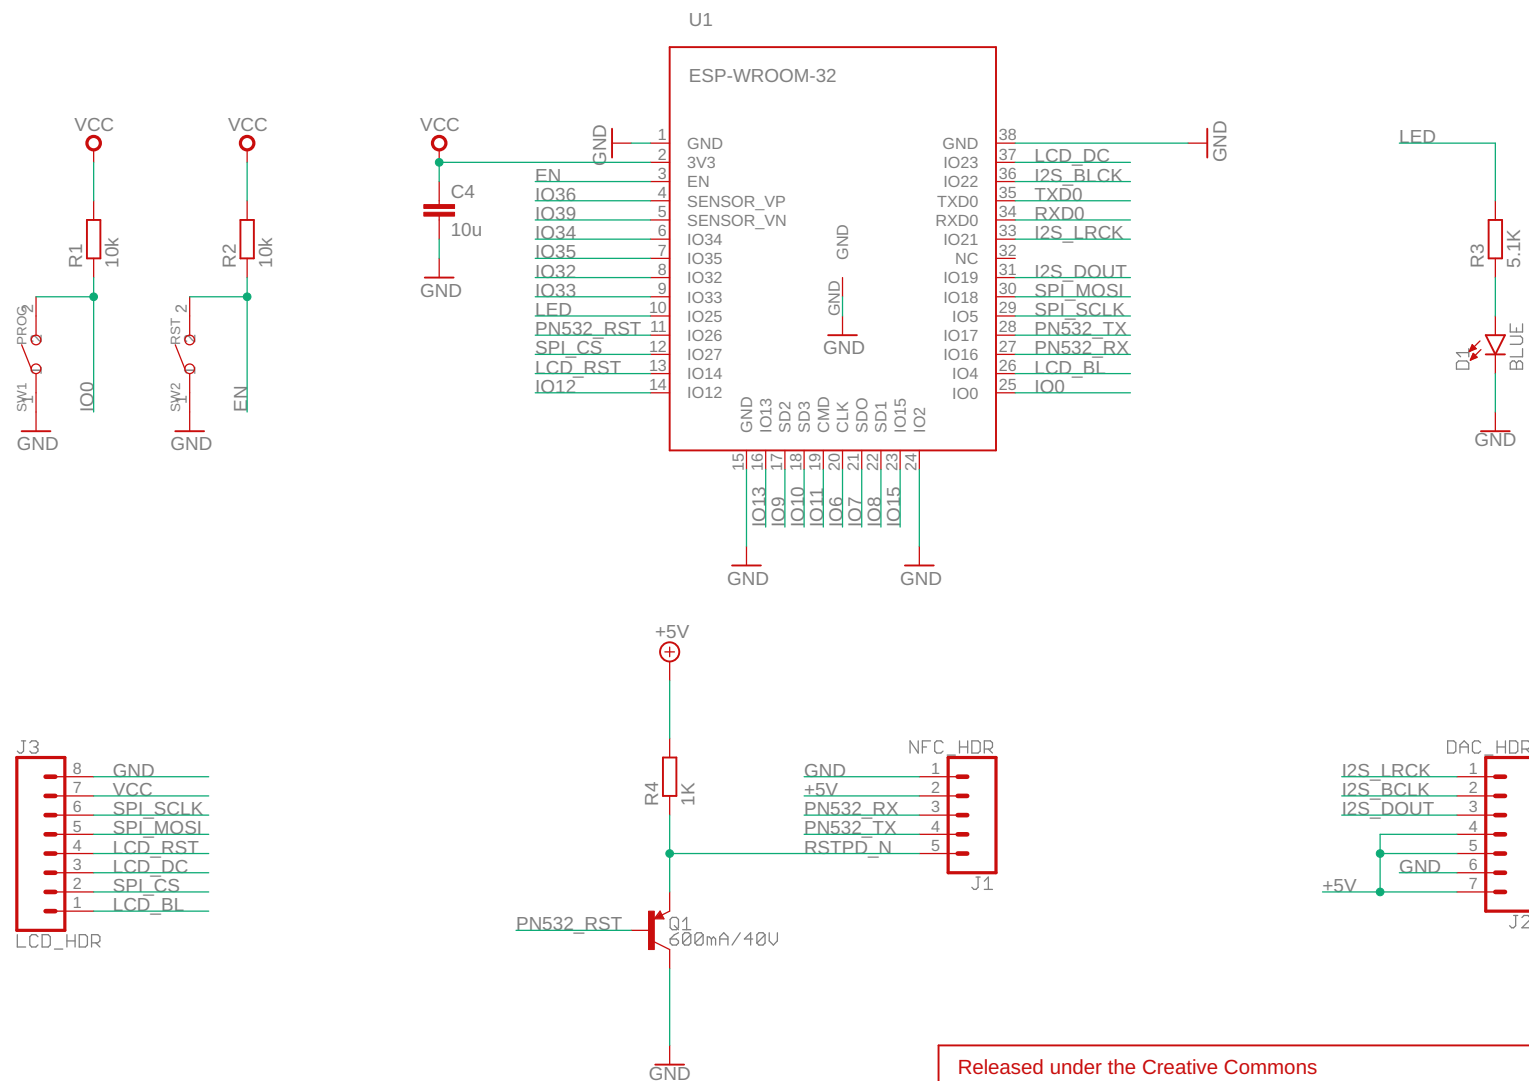 U1
ESP-WROOM-32
VCC
R1
10k
PROG
2
1
SW1
IO0
GND
VCC
R2
10k
RST
2
1
SW2
EN
GND
VCC
C4
10u
GND
GND
1 GND
2 3V3
EN 3 EN
IO36 4 SENSOR_VP
IO39 5 SENSOR_VN
IO34 6 IO34
IO35 7 IO35
IO32 8 IO32
IO33 9 IO33
LED 10 IO25
PN532_RST 11 IO26
SPI_CS 12 IO27
LCD_RST 13 IO14
IO12 14 IO12
GND
GND
GND
GND 38 GND
IO23 37 LCD_DC
IO22 36 I2S_BLCK
TXD0 35 TXD0
RXD0 34 RXD0
IO21 33 I2S_LRCK
NC 32
IO19 31 I2S_DOUT
IO18 30 SPI_MOSI
IO5 29 SPI_SCLK
IO17 28 PN532_TX
IO16 27 PN532_RX
IO4 26 LCD_BL
IO0 25 IO0
GND IO13 SD2 SD3 CMD CLK SDO SD1 IO15 IO2
15 16 17 18 19 20 21 22 23 24
IO13 IO9 IO10 IO11 IO6 IO7 IO8 IO15
GND
GND
LED
R3
5.1K
D1
BLUE
GND
J3
8 GND
7 VCC
6 SPI_SCLK
5 SPI_MOSI
4 LCD_RST
3 LCD_DC
2 SPI_CS
1 LCD_BL
LCD_HDR
+5V
R4
1K
PN532_RST
Q1
600mA/40V
GND
NFC_HDR
GND 1
+5V 2
PN532_RX 3
PN532_TX 4
RSTPD_N 5
J1
DAC_HDR
I2S_LRCK 1
I2S_BCLK 2
I2S_DOUT 3
4
5
GND 6
+5V 7
J2
Released under the Creative Commons